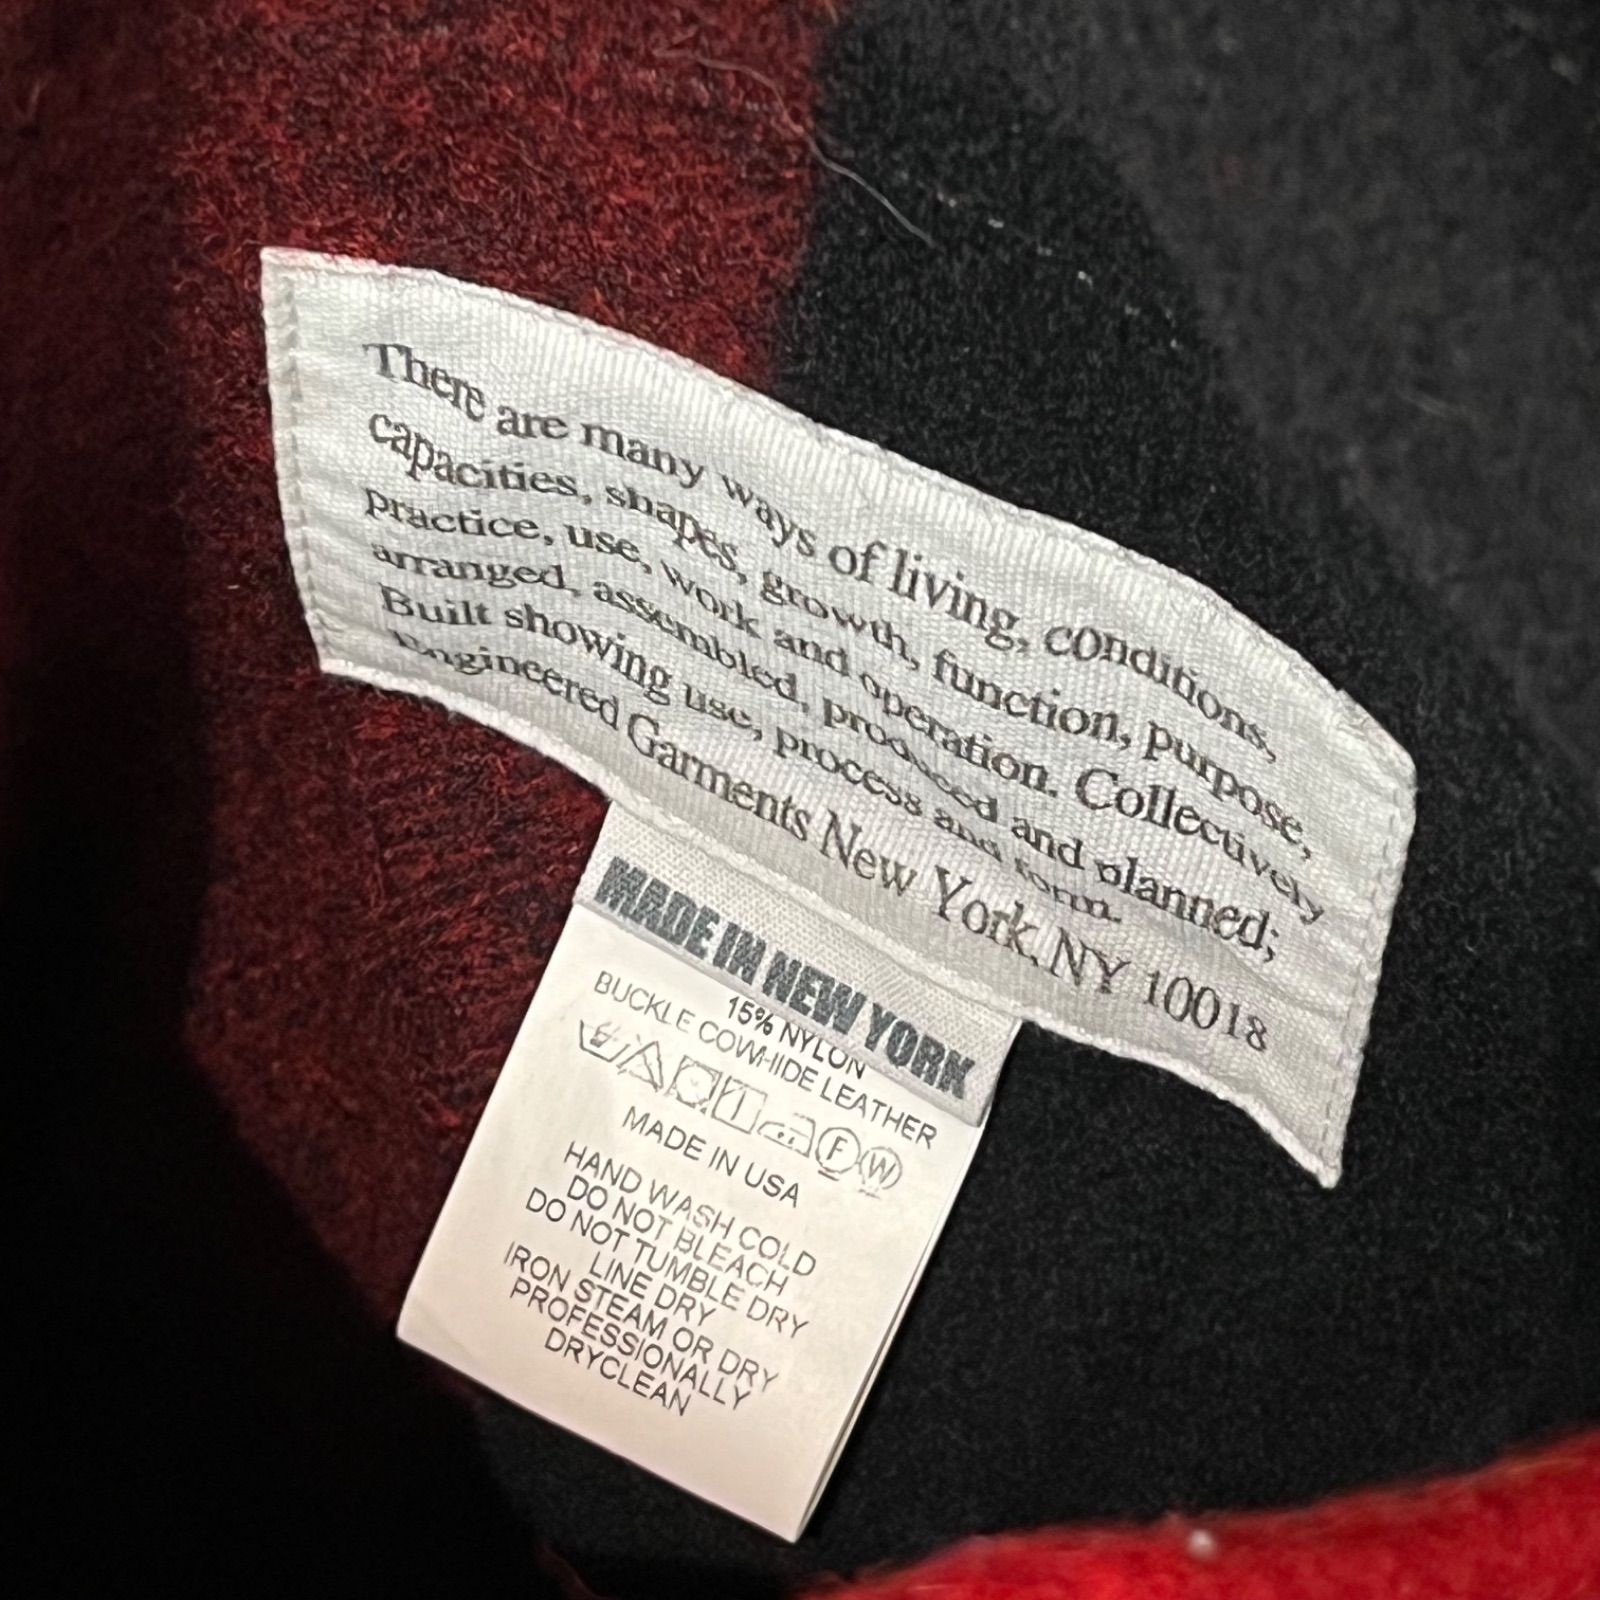 There are many ways of living, conditions,
capacities, shapes, growth, function, purpose,
practice, use, work and operation. Collectively
arranged, assembled, produced and planned;
Built showing use, process and form.
Engineered Garments New York, NY 10018
MADE IN NEW YORK
15% NYLON
BUCKLE COW-HIDE LEATHER
F W
MADE IN USA
HAND WASH COLD
DO NOT BLEACH
DO NOT TUMBLE DRY
LINE DRY
IRON STEAM OR DRY
PROFESSIONALLY
DRYCLEAN